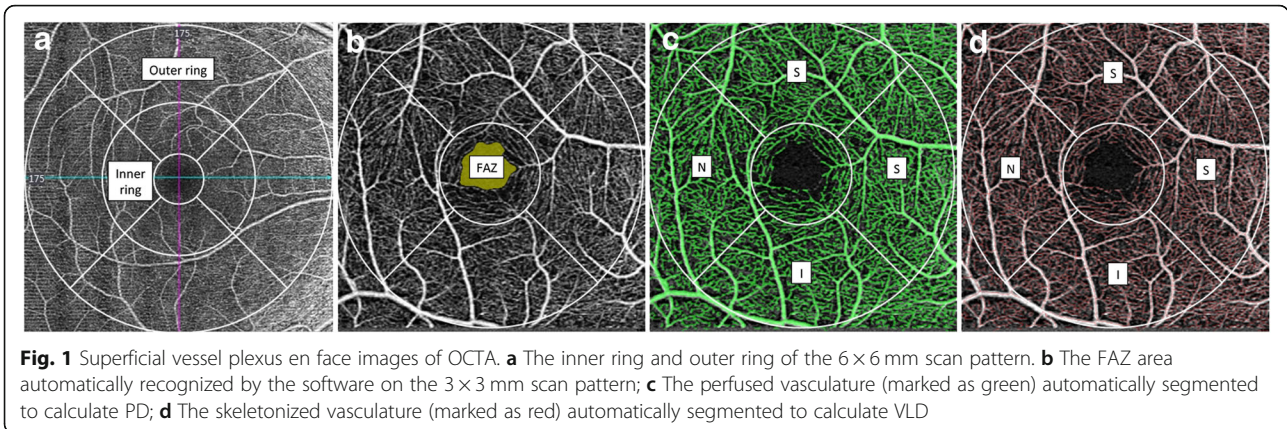 a
175
Outer ring
Inner
ring
175
b
FAZ
c
S
N
S
I
d
S
N
S
I
Fig. 1 Superficial vessel plexus en face images of OCTA. a The inner ring and outer ring of the 6 × 6 mm scan pattern. b The FAZ area
automatically recognized by the software on the 3 × 3 mm scan pattern; c The perfused vasculature (marked as green) automatically segmented
to calculate PD; d The skeletonized vasculature (marked as red) automatically segmented to calculate VLD